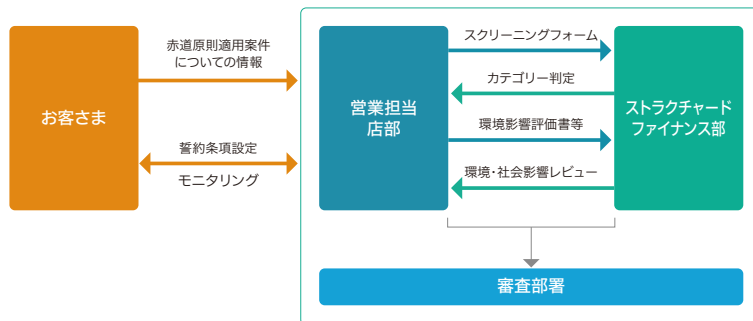 お客さま
赤道原則適用案件
についての情報
誓約条項設定
モニタリング
営業担当
店部
スクリーニングフォーム
カテゴリー判定
環境影響評価書等
環境・社会影響レビュー
ストラクチャード
ファイナンス部
審査部署